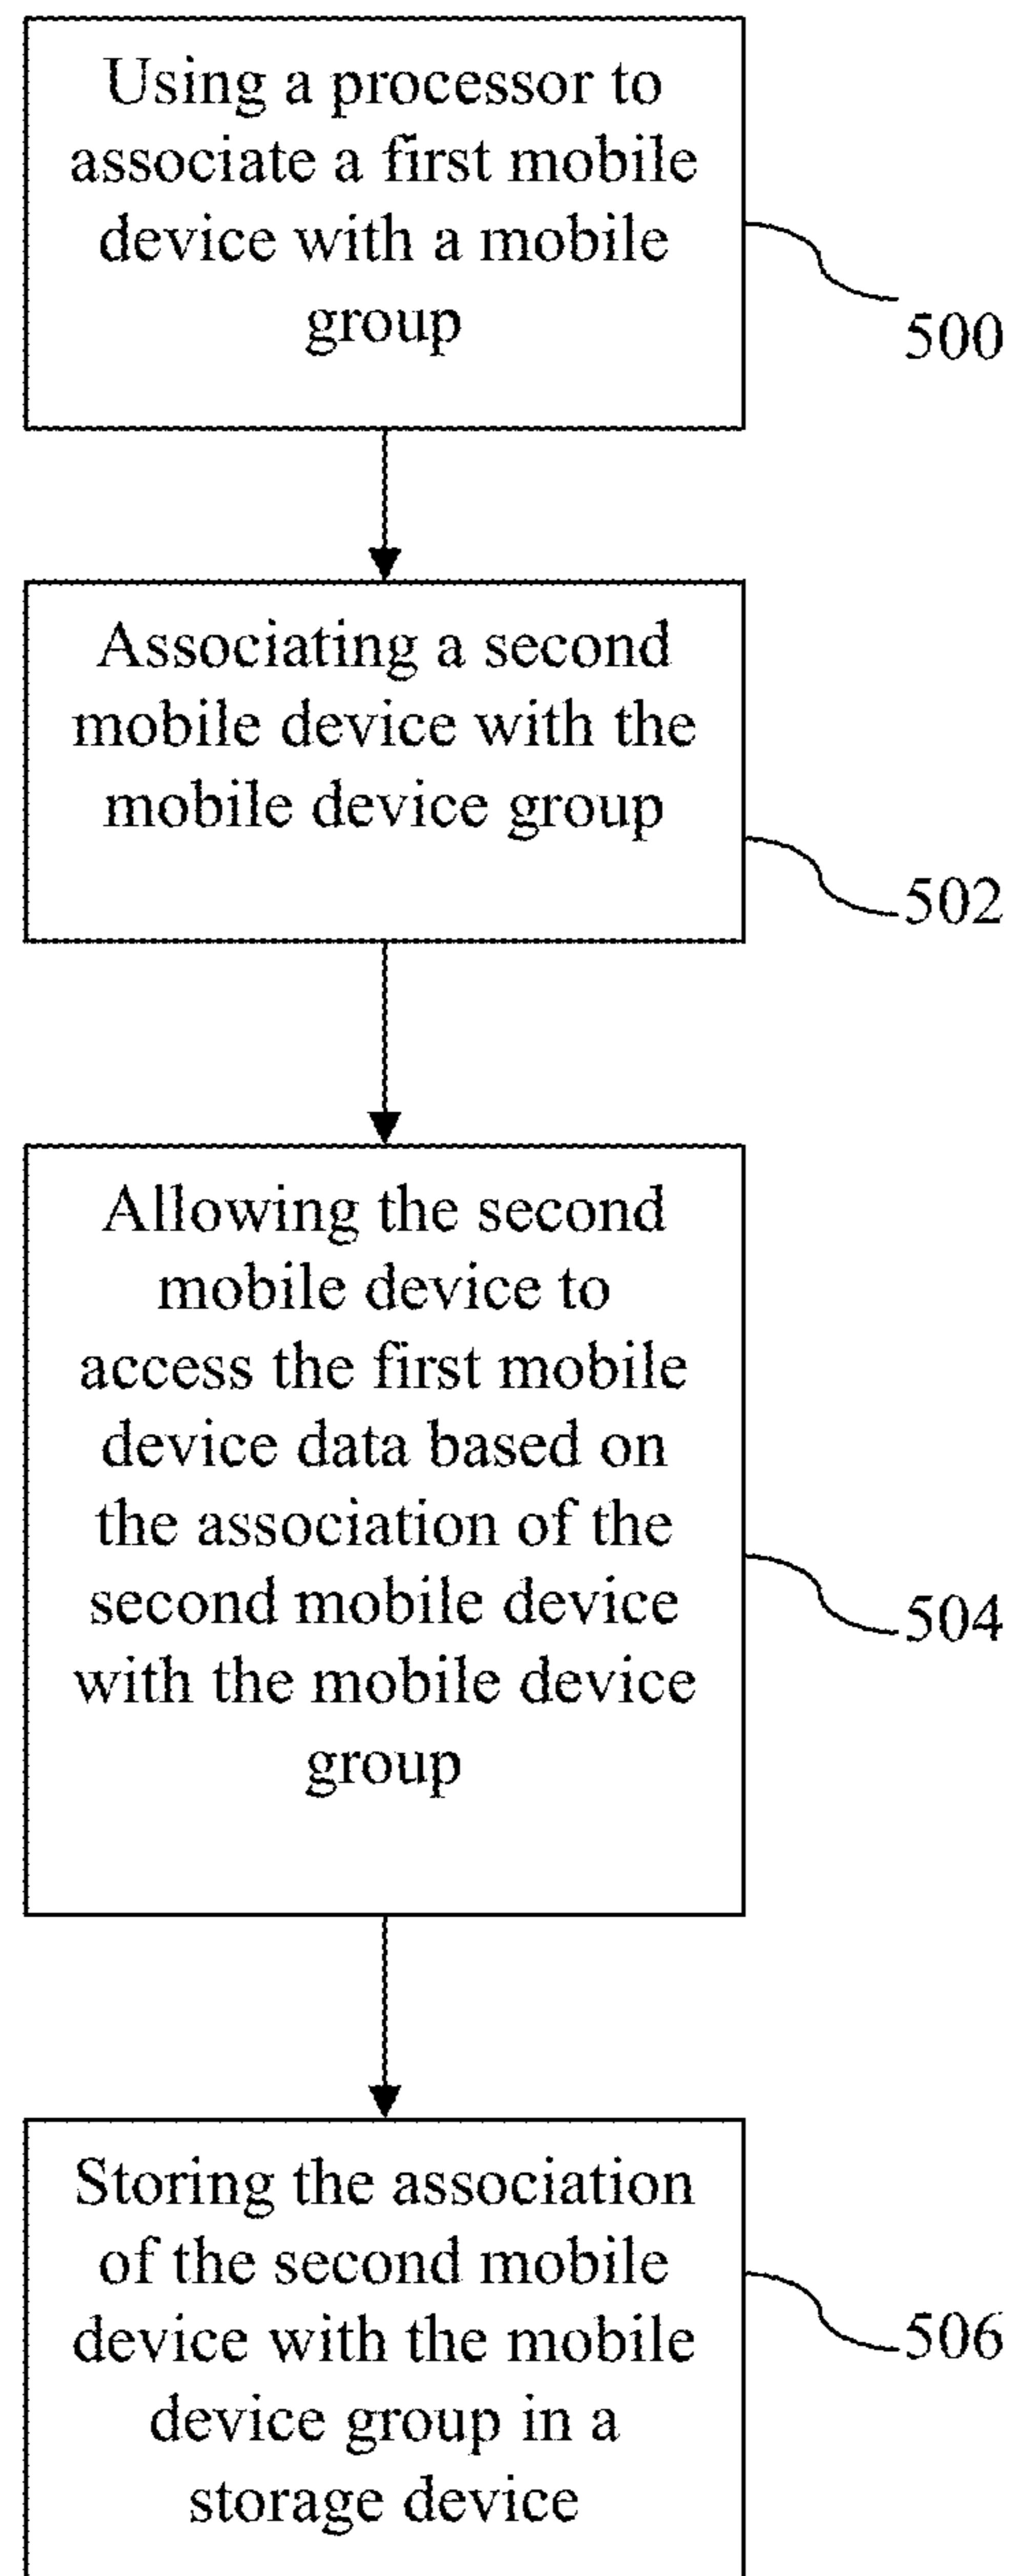 Using a processor to
associate a first mobile
device with a mobile
group
500
Associating a second
mobile device with the
mobile device group
502
Allowing the second
mobile device to
access the first mobile
device data based on
the association of the
second mobile device
with the mobile device
group
504
Storing the association
of the second mobile
device with the mobile
device group in a
storage device
506